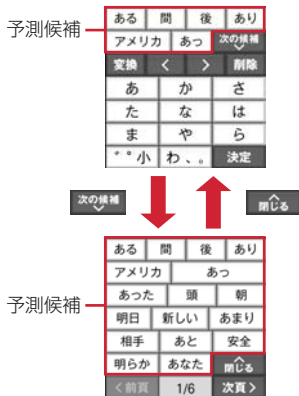 予測候補
ある 間 後 あり
アメリカ あっ 次の候補
変換 < > 削除
あ か さ
た な は
ま や ら
゛゜小 わ、。 決定
次の候補 閉じる
予測候補
ある 間 後 あり
アメリカ あっ
あった 頭 朝
明日 新しい あまり
相手 あと 安全
明らか あなた 閉じる
<前頁 1/6 次頁>